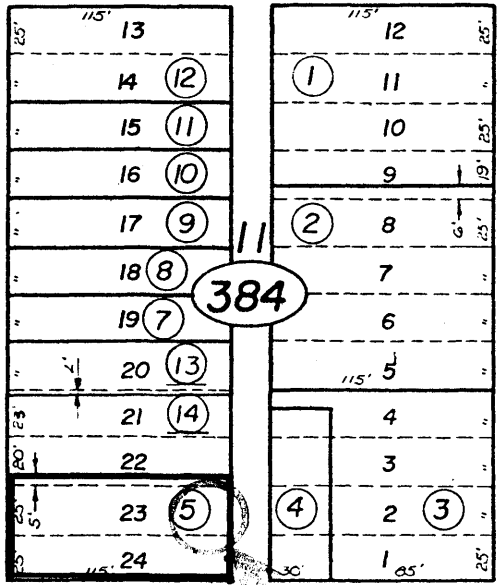 115' 115'
25' 13 12
" 14 12 1 11 "
" 15 11 10 25'
" 16 10 9 19'
" 17 9 11 2 8 6' 25'
" 18 8 384 7 "
" 19 7 6 "
" 20 13 5 "
2' 115'
23' 21 14 4 "
20' 22 3 "
25' 5' 23 5 4 2 3 "
25' 24 1 25'
115' 30' 85'